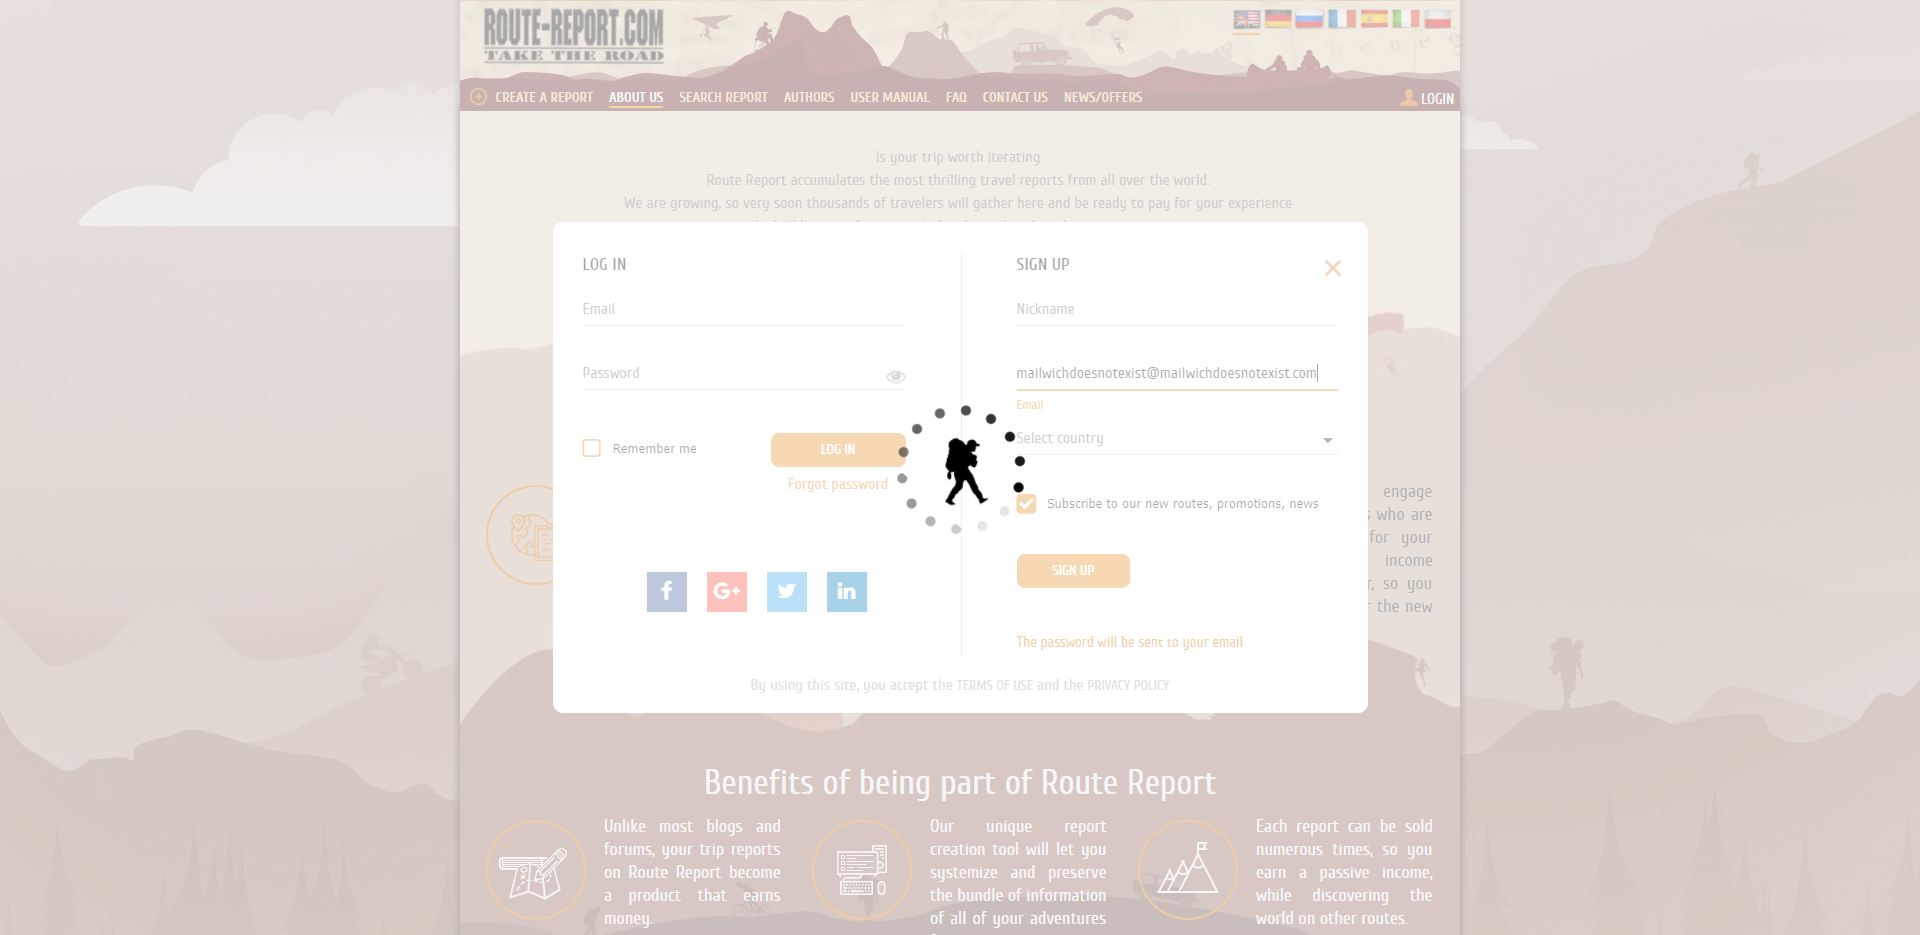 ROUTE-REPORT.COM
TAKE THE ROAD
CREATE A REPORT ABOUT US SEARCH REPORT AUTHORS USER MANUAL FAQ CONTACT US NEWS/OFFERS LOGIN
Is your trip worth iterating
Route Report accumulates the most thrilling travel reports from all over the world.
We are growing, so very soon thousands of travelers will gather here and be ready to pay for your experience
LOG IN
Email
Password
Remember me
LOG IN
Forgot password
SIGN UP
Nickname
mailwichdoesnotexist@mailwichdoesnotexist.com
Email
Select country
Subscribe to our new routes, promotions, news
SIGN UP
The password will be sent to your email
By using this site, you accept the TERMS OF USE and the PRIVACY POLICY
engage
who are
for your
income
so you
the new
Benefits of being part of Route Report
Unlike most blogs and
forums, your trip reports
on Route Report become
a product that earns
money.
Our unique report
creation tool will let you
systemize and preserve
the bundle of information
of all of your adventures
Each report can be sold
numerous times, so you
earn a passive income,
while discovering the
world on other routes.